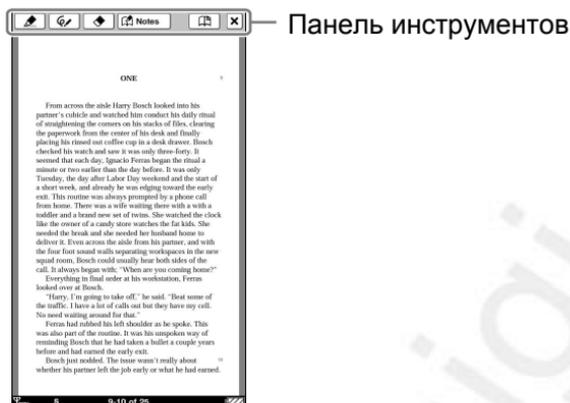 Notes
Панель инструментов
ONE
9
From across the aisle Harry Bosch looked into his
partner's cubicle and watched him conduct his daily ritual
of straightening the corners on his stacks of files, clearing
the paperwork from the center of his desk and finally
placing his rinsed out coffee cup in a desk drawer. Bosch
checked his watch and saw it was only three-forty. It
seemed that each day, Ignacio Ferras began the ritual a
minute or two earlier than the day before. It was only
Tuesday, the day after Labor Day weekend and the start of
a short week, and already he was edging toward the early
exit. This routine was always prompted by a phone call
from home. There was a wife waiting there with a with a
toddler and a brand new set of twins. She watched the clock
like the owner of a candy store watches the fat kids. She
needed the break and she needed her husband home to
deliver it. Even across the aisle from his partner, and with
the four foot sound walls separating workspaces in the new
squad room, Bosch could usually hear both sides of the
call. It always began with; "When are you coming home?"
Everything in final order at his workstation, Ferras
looked over at Bosch.
"Harry, I'm going to take off," he said. "Beat some of
the traffic. I have a lot of calls out but they have my cell.
No need waiting around for that."
Ferras had rubbed his left shoulder as he spoke. This
was also part of the routine. It was his unspoken way of
reminding Bosch that he had taken a bullet a couple years
before and had earned the early exit.
Bosch just nodded. The issue wasn't really about
10
whether his partner left the job early or what he had earned.
5
9-10 of 25